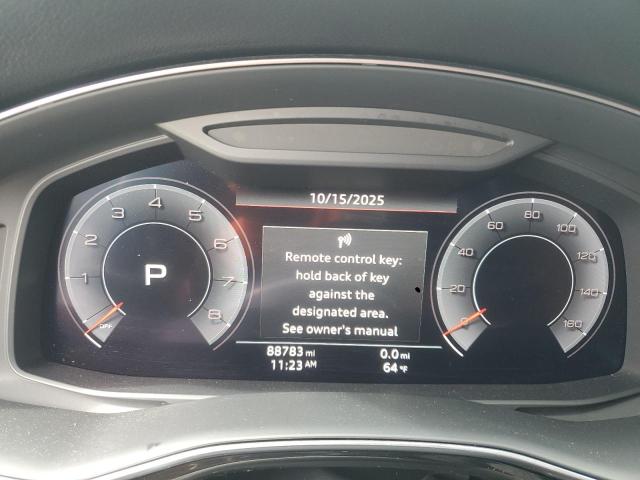 10/15/2025
Remote control key:
hold back of key
against the
designated area.
See owner's manual
88783 mi 0.0 mi
11:23 AM 64 °F
P
OFF 1 2 3 4 5 6 7 8
0 20 40 60 80 100 120 140 160